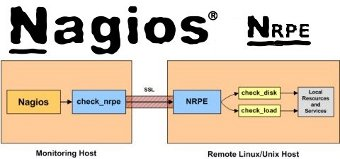 Nagios®
NRPE
SSL
Nagios
check_nrpe
NRPE
check_disk
check_load
Local
Resources
and
Services
Monitoring Host
Remote Linux/Unix Host